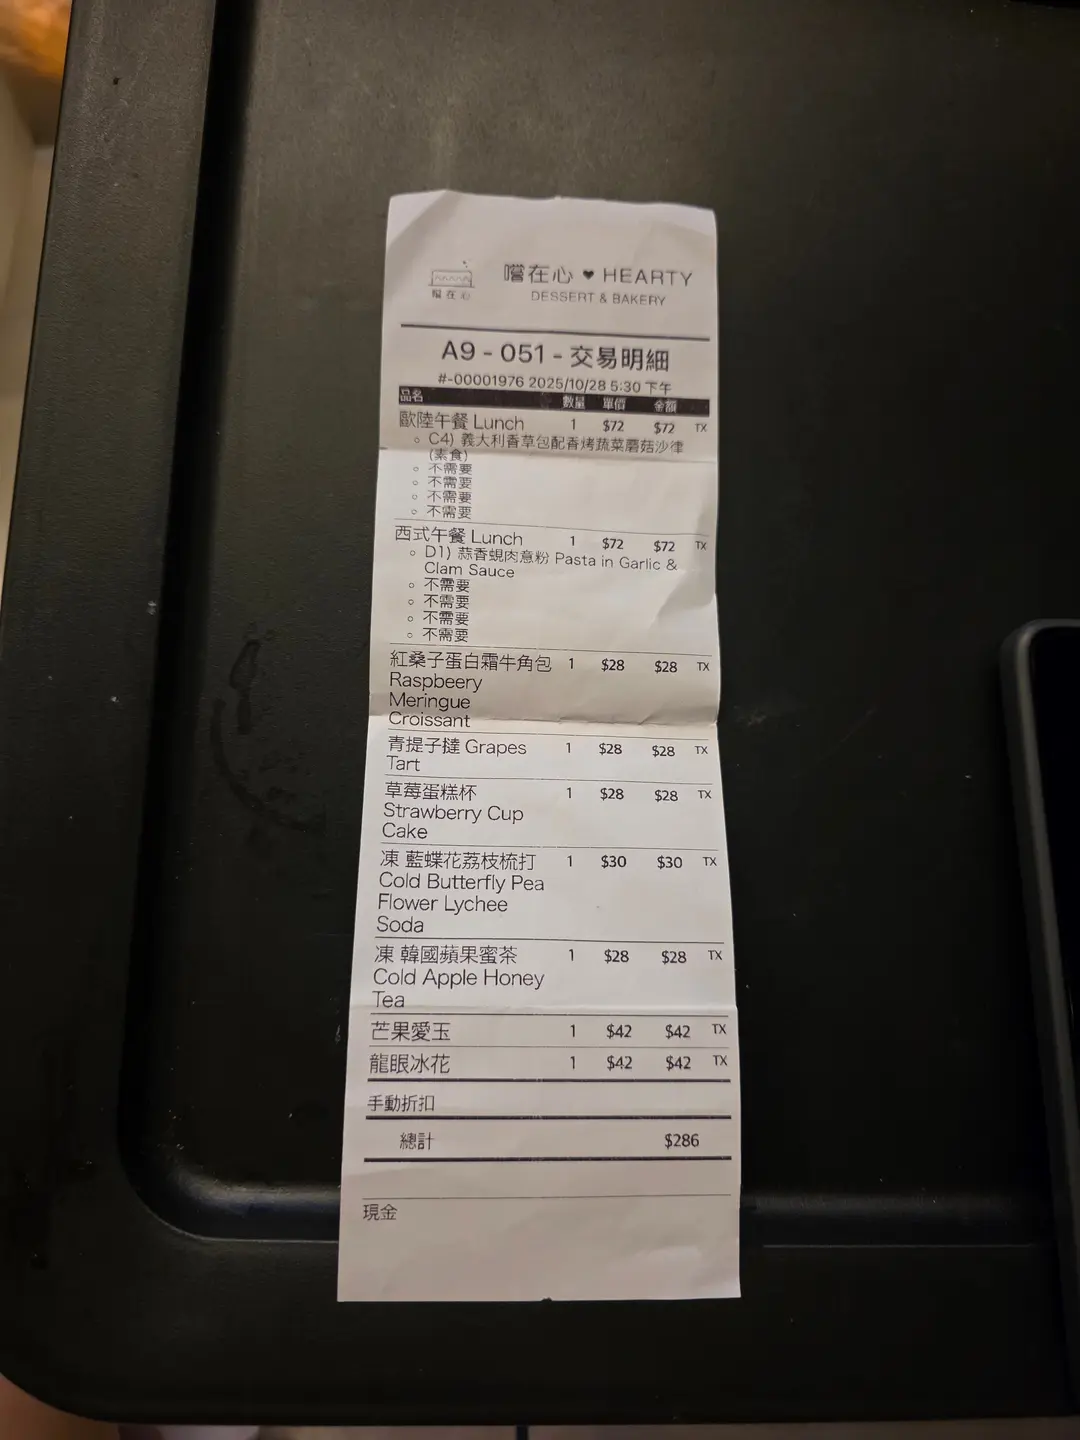 嚐在心 ♥ HEARTY
嚐在心
DESSERT & BAKERY
A9 - 051 - 交易明細
#-00001976 2025/10/28 5:30 下午
品名 數量 單價 金額
歐陸午餐 Lunch 1 $72 $72 TX
◦ C4) 義大利香草包配香烤蔬菜蘑菇沙律
(素食)
◦ 不需要
◦ 不需要
◦ 不需要
◦ 不需要
西式午餐 Lunch 1 $72 $72 TX
◦ D1) 蒜香蜆肉意粉 Pasta in Garlic &
Clam Sauce
◦ 不需要
◦ 不需要
◦ 不需要
◦ 不需要
紅桑子蛋白霜牛角包 1 $28 $28 TX
Raspbeery
Meringue
Croissant
青提子撻 Grapes 1 $28 $28 TX
Tart
草莓蛋糕杯 1 $28 $28 TX
Strawberry Cup
Cake
凍 藍蝶花荔枝梳打 1 $30 $30 TX
Cold Butterfly Pea
Flower Lychee
Soda
凍 韓國蘋果蜜茶 1 $28 $28 TX
Cold Apple Honey
Tea
芒果愛玉 1 $42 $42 TX
龍眼冰花 1 $42 $42 TX
手動折扣
總計 $286
現金